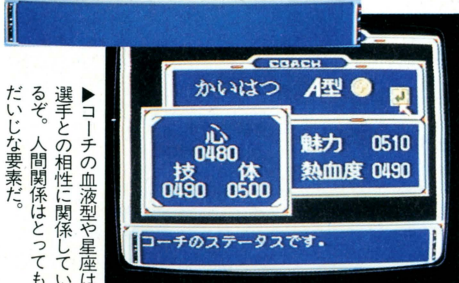 COACH
かいはつ A型
心
0480
技 体
0490 0500
魅力 0510
熱血度 0490
コーチのステータスです。
▶コーチの血液型や星座は
選手との相性に関係してい
るぞ。人間関係はとっても
だいじな要素だ。